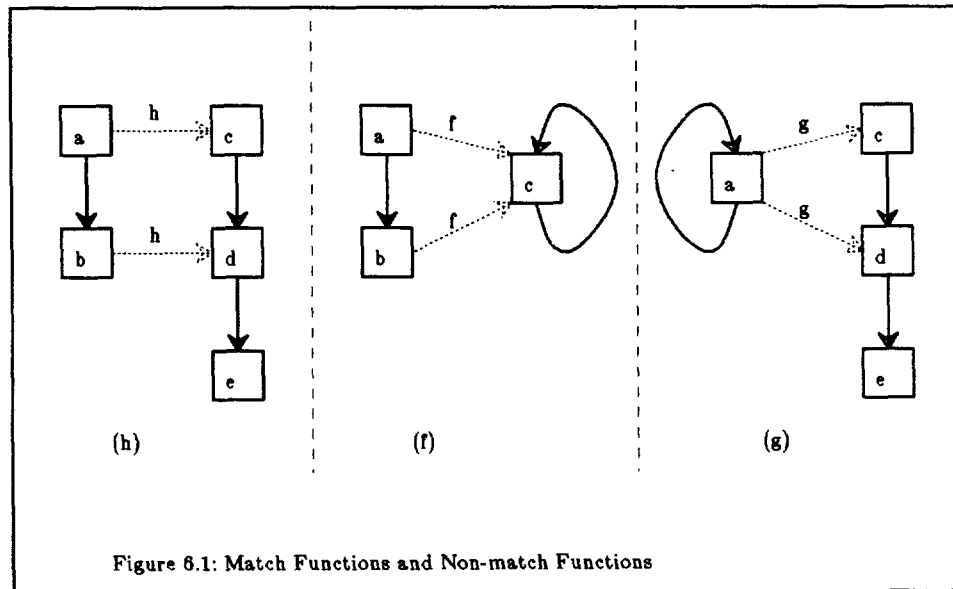 h
a
c
h
b
d
e
(h)
f
a
c
f
b
(f)
g
c
a
g
d
e
(g)
Figure 6.1: Match Functions and Non-match Functions